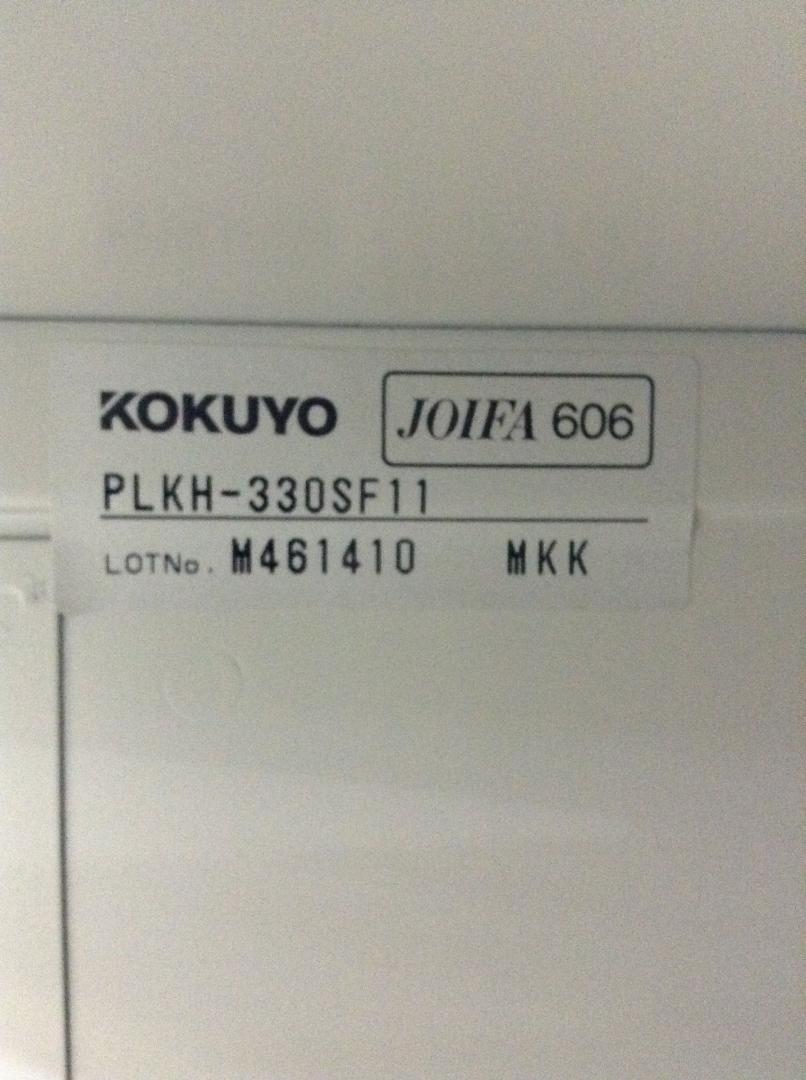 KOKUYO JOIFA 606
PLKH-330SF11
LOTNo. M461410 MKK